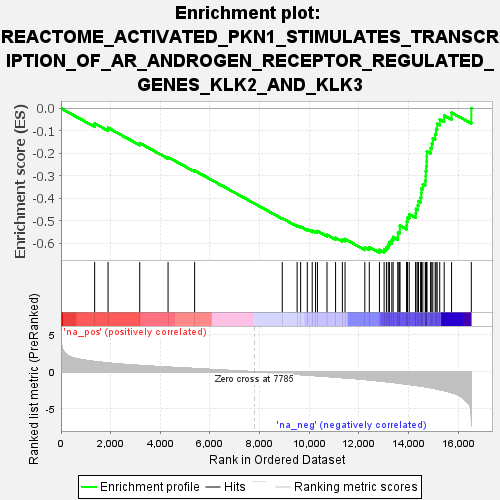 Enrichment plot:
REACTOME_ACTIVATED_PKN1_STIMULATES_TRANSCR
IPTION_OF_AR_ANDROGEN_RECEPTOR_REGULATED_
GENES_KLK2_AND_KLK3
Enrichment score (ES)
0.0
-0.1
-0.2
-0.3
-0.4
-0.5
-0.6
'na_pos' (positively correlated)
Ranked list metric (PreRanked)
5
0
-5
Zero cross at 7785
'na_neg' (negatively correlated)
0
2,000
4,000
6,000
8,000
10,000
12,000
14,000
16,000
Rank in Ordered Dataset
Enrichment profile
Hits
Ranking metric scores